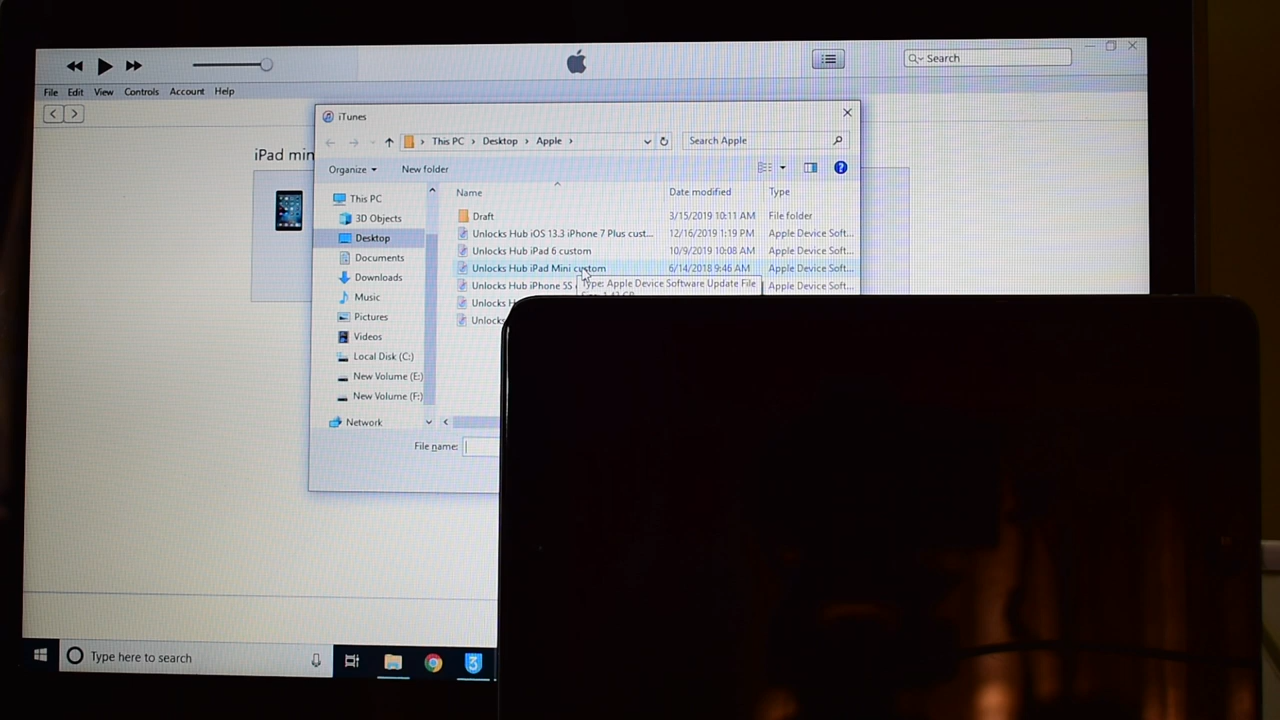 Search
File Edit View Controls Account Help
iTunes
This PC > Desktop > Apple >
Search Apple
iPad min
Organize
New folder
Name
Date modified
Type
This PC
3D Objects
Desktop
Documents
Downloads
Music
Pictures
Videos
Local Disk (C:)
New Volume (E:)
New Volume (F:)
Network
Draft 3/15/2019 10:11 AM File folder
Unlocks Hub iOS 13.3 iPhone 7 Plus cust... 12/16/2019 1:19 PM Apple Device Soft...
Unlocks Hub iPad 6 custom 10/9/2019 10:08 AM Apple Device Soft...
Unlocks Hub iPad Mini custom 6/14/2018 9:46 AM Apple Device Soft...
Unlocks Hub iPhone 5S Type: Apple Device Software Update File Apple Device Soft...
Unlocks H
Unlocks
File name:
Type here to search
3